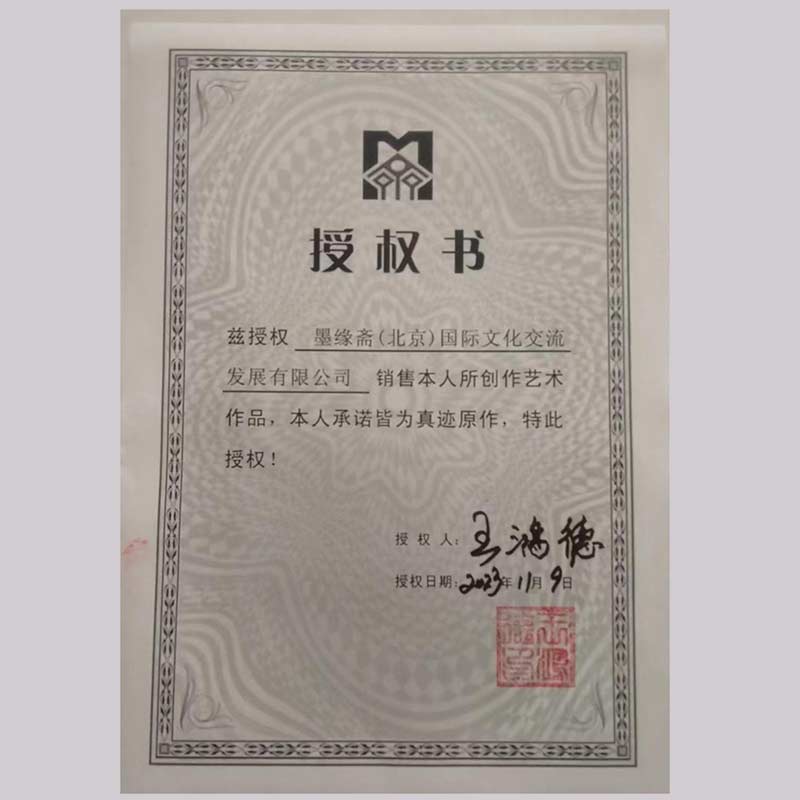 授权书
兹授权 墨缘斋(北京)国际文化交流
发展有限公司 销售本人所创作艺术
作品，本人承诺皆为真迹原作，特此
授权！
授 权 人：王鸿德
授权日期：2023年11月9日